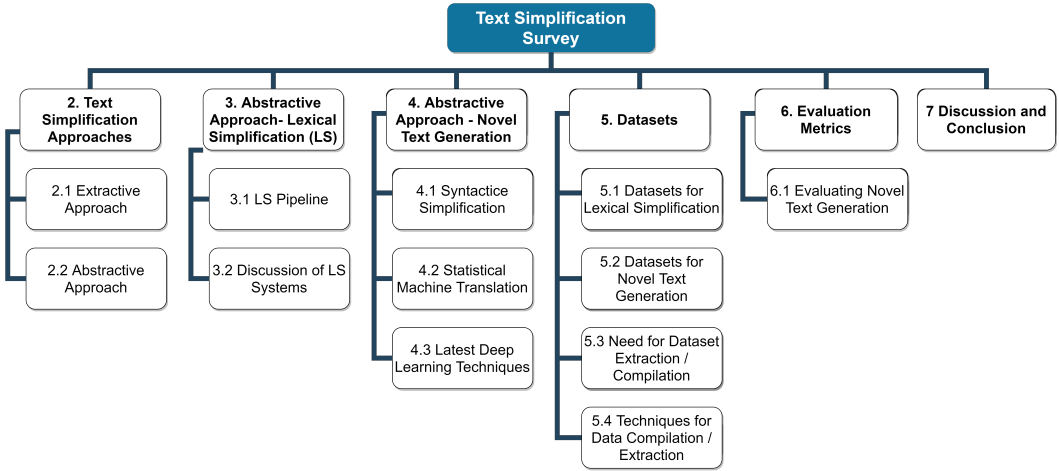 Text Simplification
Survey
2. Text
Simplification
Approaches
2.1 Extractive
Approach
2.2 Abstractive
Approach
3. Abstractive
Approach- Lexical
Simplification (LS)
3.1 LS Pipeline
3.2 Discussion of LS
Systems
4. Abstractive
Approach - Novel
Text Generation
4.1 Syntactice
Simplification
4.2 Statistical
Machine Translation
4.3 Latest Deep
Learning Techniques
5. Datasets
5.1 Datasets for
Lexical Simplification
5.2 Datasets for
Novel Text
Generation
5.3 Need for Dataset
Extraction /
Compilation
5.4 Techniques for
Data Compilation /
Extraction
6. Evaluation
Metrics
6.1 Evaluating Novel
Text Generation
7 Discussion and
Conclusion